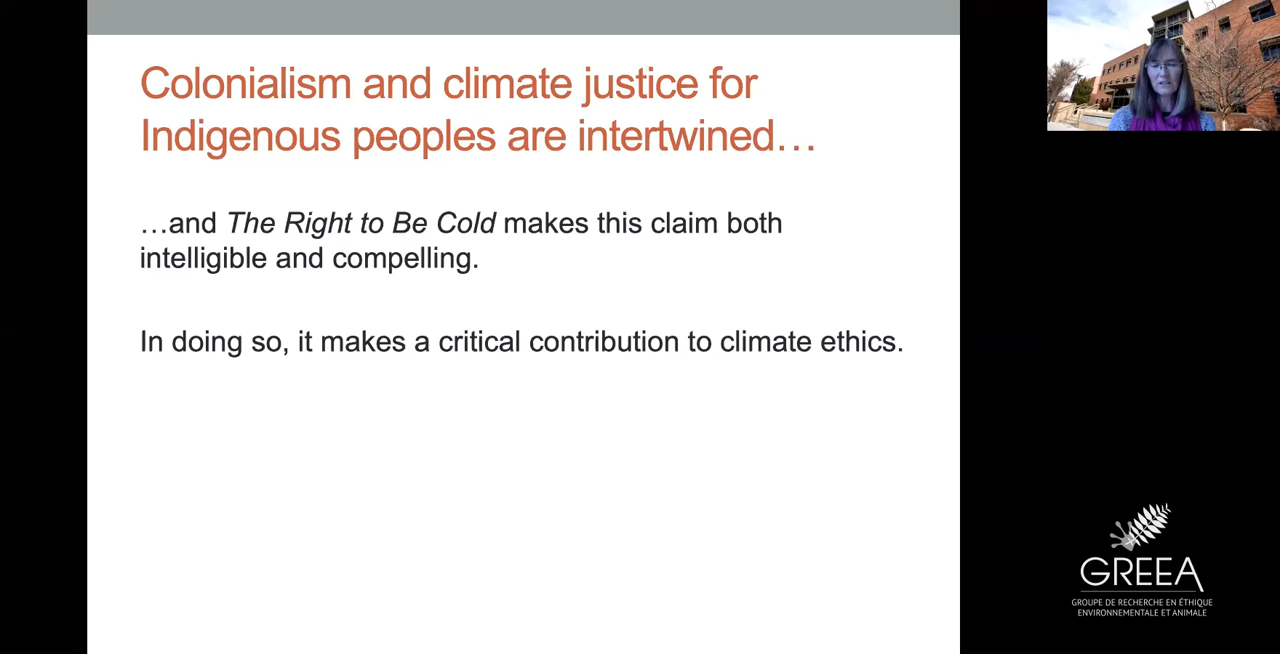 Colonialism and climate justice for
Indigenous peoples are intertwined…
…and The Right to Be Cold makes this claim both
intelligible and compelling.
In doing so, it makes a critical contribution to climate ethics.
GREEA
GROUPE DE RECHERCHE EN ÉTHIQUE
ENVIRONNEMENTALE ET ANIMALE